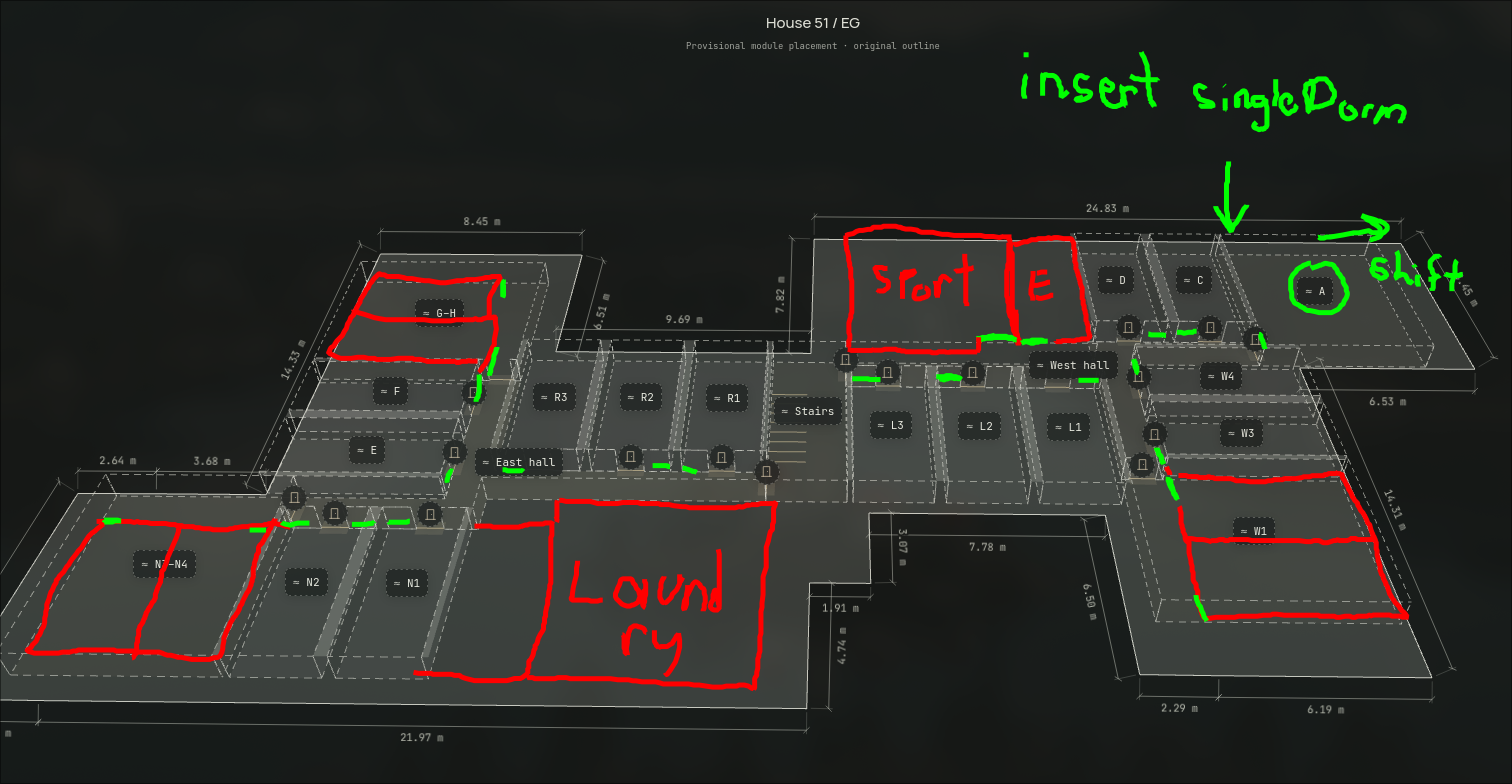 House 51 / EG
Provisional module placement · original outline
insert singleDorm
24.83 m
8.45 m
shift
Sport
E
≈ D
≈ C
≈ A
7.82 m
6.51 m
9.69 m
≈ G-H
14.33 m
≈ West hall
≈ W4
≈ F
≈ R3
≈ R2
≈ R1
≈ Stairs
6.53 m
≈ L3
≈ L2
≈ L1
≈ W3
≈ E
≈ East hall
2.64 m
3.68 m
14.31 m
≈ W1
3.07 m
7.78 m
≈ N2
≈ N1
Laund
ry
1.91 m
6.50 m
4.74 m
2.29 m
6.19 m
m
21.97 m